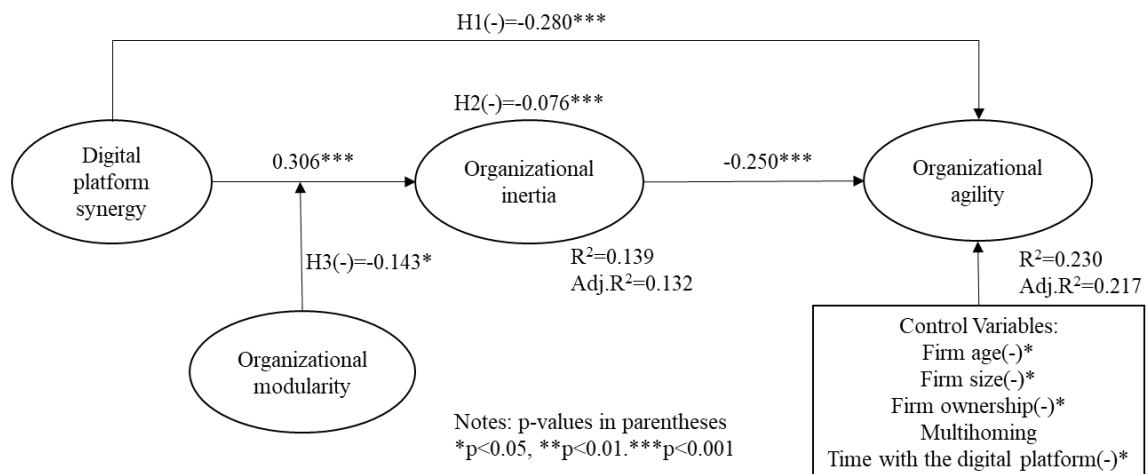 H1(-)=-0.280***
H2(-)=-0.076***
Digital
platform
synergy
0.306***
Organizational
inertia
-0.250***
Organizational
agility
H3(-)=-0.143*
R²=0.139
Adj.R²=0.132
R²=0.230
Adj.R²=0.217
Organizational
modularity
Control Variables:
Firm age(-)*
Firm size(-)*
Firm ownership(-)*
Multihoming
Time with the digital platform(-)*
Notes: p-values in parentheses
*p<0.05, **p<0.01.***p<0.001